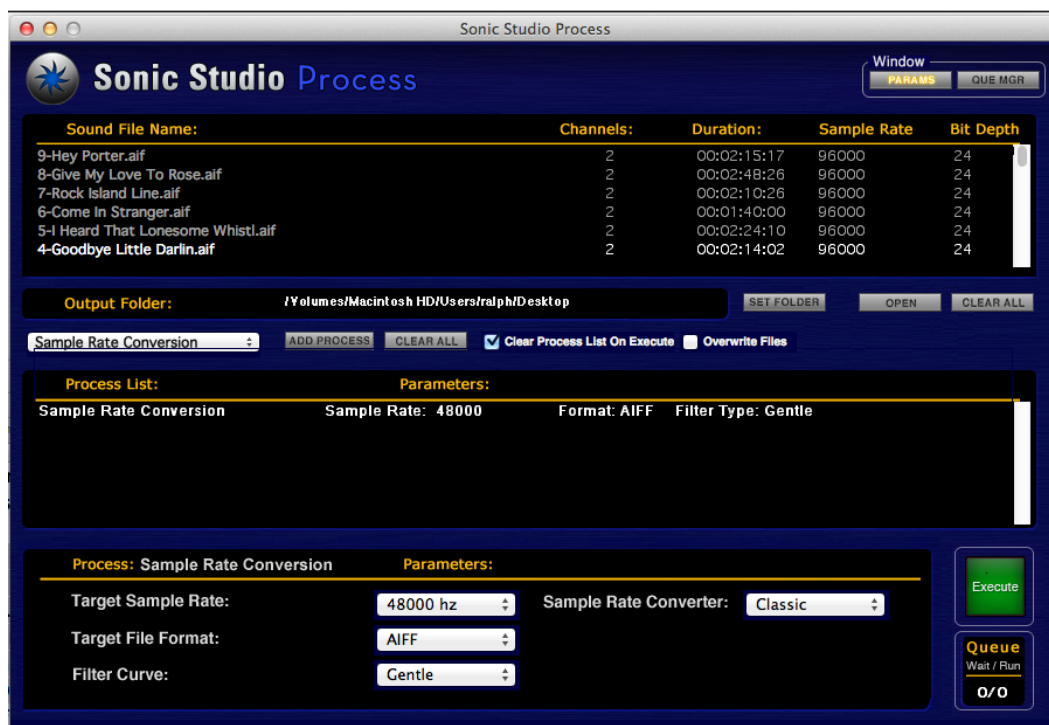 Sonic Studio Process
Sonic Studio Process
Window
PARAMS QUE MGR
Sound File Name: Channels: Duration: Sample Rate Bit Depth
9-Hey Porter.aif 2 00:02:15:17 96000 24
8-Give My Love To Rose.aif 2 00:02:48:26 96000 24
7-Rock Island Line.aif 2 00:02:10:26 96000 24
6-Come In Stranger.aif 2 00:01:40:00 96000 24
5-I Heard That Lonesome Whistl.aif 2 00:02:24:10 96000 24
4-Goodbye Little Darlin.aif 2 00:02:14:02 96000 24
Output Folder: /Volumes/Macintosh HD/Users/ralph/Desktop SET FOLDER OPEN CLEAR ALL
Sample Rate Conversion ADD PROCESS CLEAR ALL Clear Process List On Execute Overwrite Files
Process List: Parameters:
Sample Rate Conversion Sample Rate: 48000 Format: AIFF Filter Type: Gentle
Process: Sample Rate Conversion Parameters:
Target Sample Rate: 48000 hz Sample Rate Converter: Classic
Target File Format: AIFF
Filter Curve: Gentle
Execute
Queue
Wait / Run
0/0